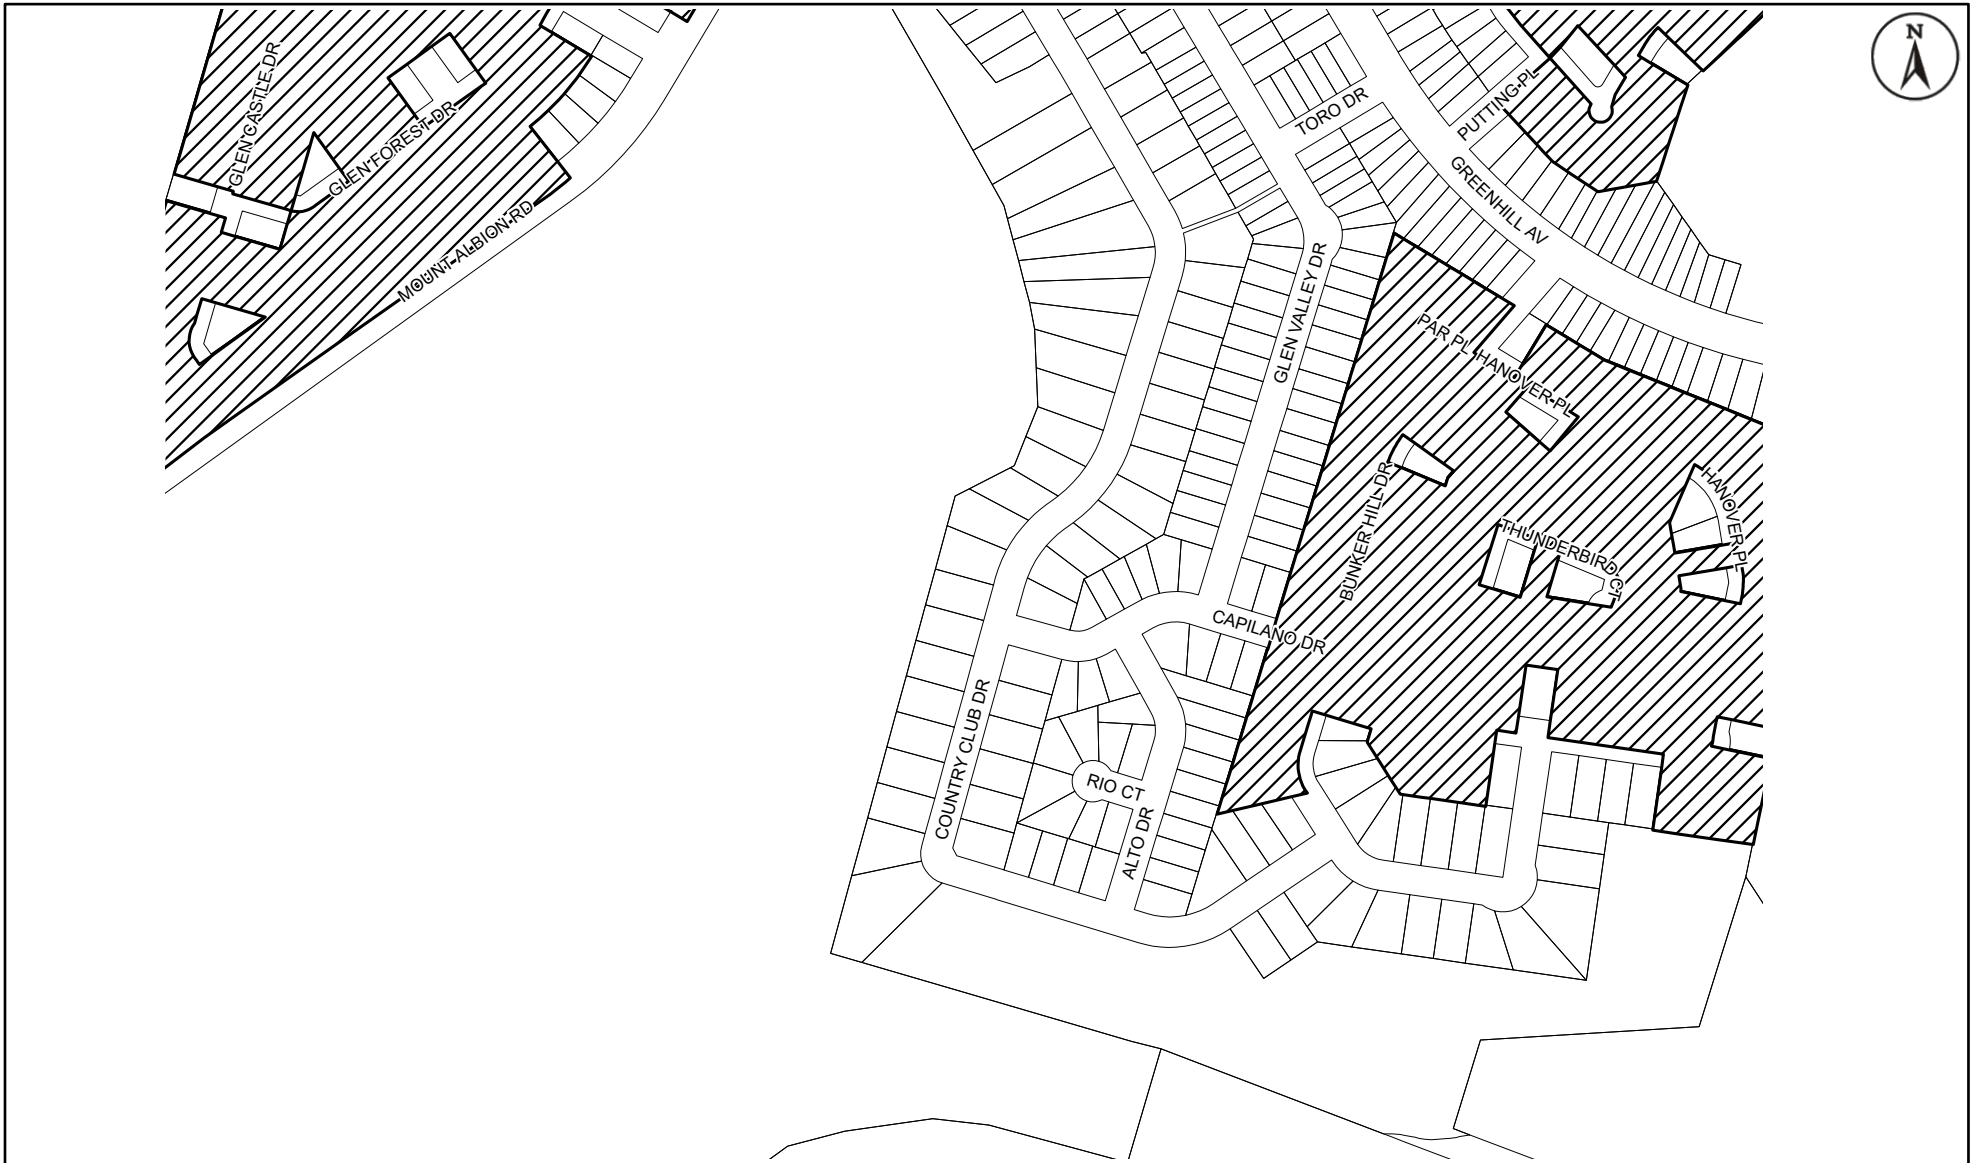 N
GLEN CASTLE DR
GLEN FOREST DR
MOUNT ALBION RD
TORO DR
PUTTING PL
GREENHILL AV
GLEN VALLEY DR
PAR PL
HANOVER PL
BUNKER HILL DR
HANOVER PL
THUNDERBIRD CT
CAPILANO DR
COUNTRY CLUB DR
RIO CT
ALTO DR